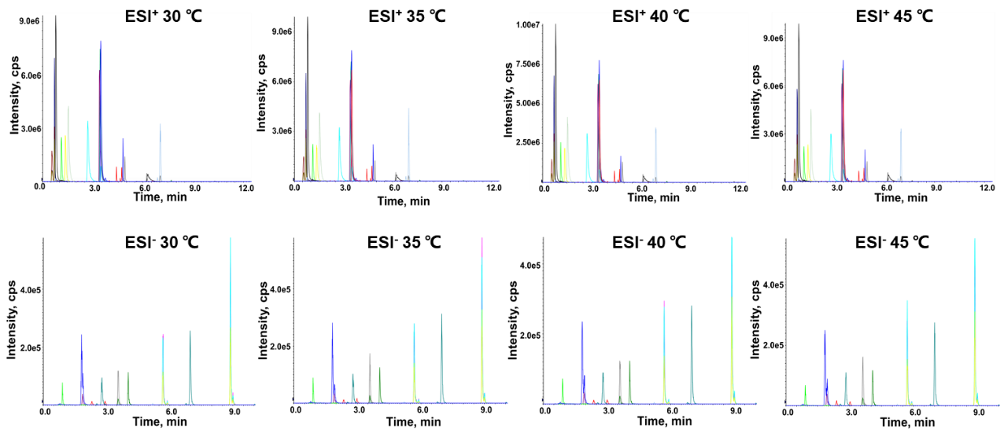 ESI⁺ 30 ℃
Intensity, cps
9.0e6
6.0e6
3.0e6
0.0 3.0 6.0 9.0 12.0
Time, min
ESI⁺ 35 ℃
Intensity, cps
9.0e6
6.0e6
3.0e6
0.0 3.0 6.0 9.0 12.0
Time, min
ESI⁺ 40 ℃
Intensity, cps
1.00e7
7.50e6
5.00e6
2.50e6
0.0 3.0 6.0 9.0 12.0
Time, min
ESI⁺ 45 ℃
Intensity, cps
9.0e6
6.0e6
3.0e6
0.0 3.0 6.0 9.0 12.0
Time, min
ESI⁻ 30 ℃
Intensity, cps
4.0e5
2.0e5
0.0 3.0 6.0 9.0
Time, min
ESI⁻ 35 ℃
Intensity, cps
4.0e5
2.0e5
0.0 3.0 6.0 9.0
Time, min
ESI⁻ 40 ℃
Intensity, cps
4.0e5
2.0e5
0.0 3.0 6.0 9.0
Time, min
ESI⁻ 45 ℃
Intensity, cps
4.0e5
2.0e5
0.0 3.0 6.0 9.0
Time, min